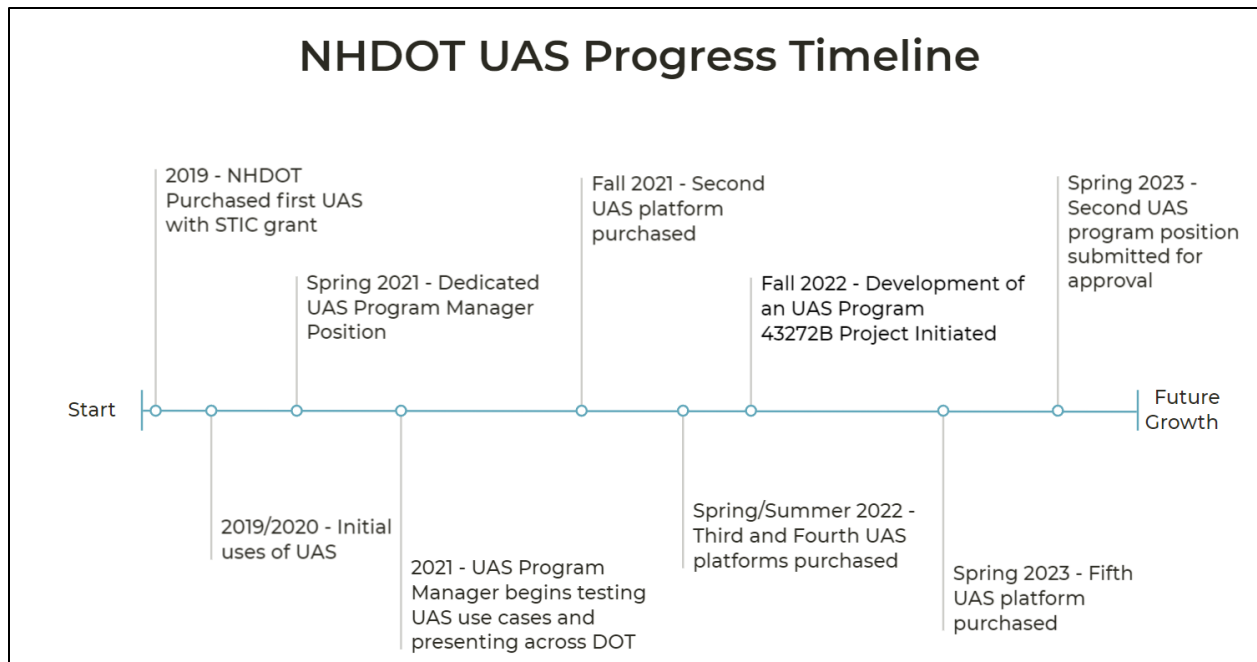 NHDOT UAS Progress Timeline
2019 - NHDOT
Purchased first UAS
with STIC grant
Fall 2021 - Second
UAS platform
purchased
Spring 2023 -
Second UAS
program position
submitted for
approval
Spring 2021 - Dedicated
UAS Program Manager
Position
Fall 2022 - Development of
an UAS Program
43272B Project Initiated
Start
Future
Growth
2019/2020 - Initial
uses of UAS
2021 - UAS Program
Manager begins testing
UAS use cases and
presenting across DOT
Spring/Summer 2022 -
Third and Fourth UAS
platforms purchased
Spring 2023 - Fifth
UAS platform
purchased